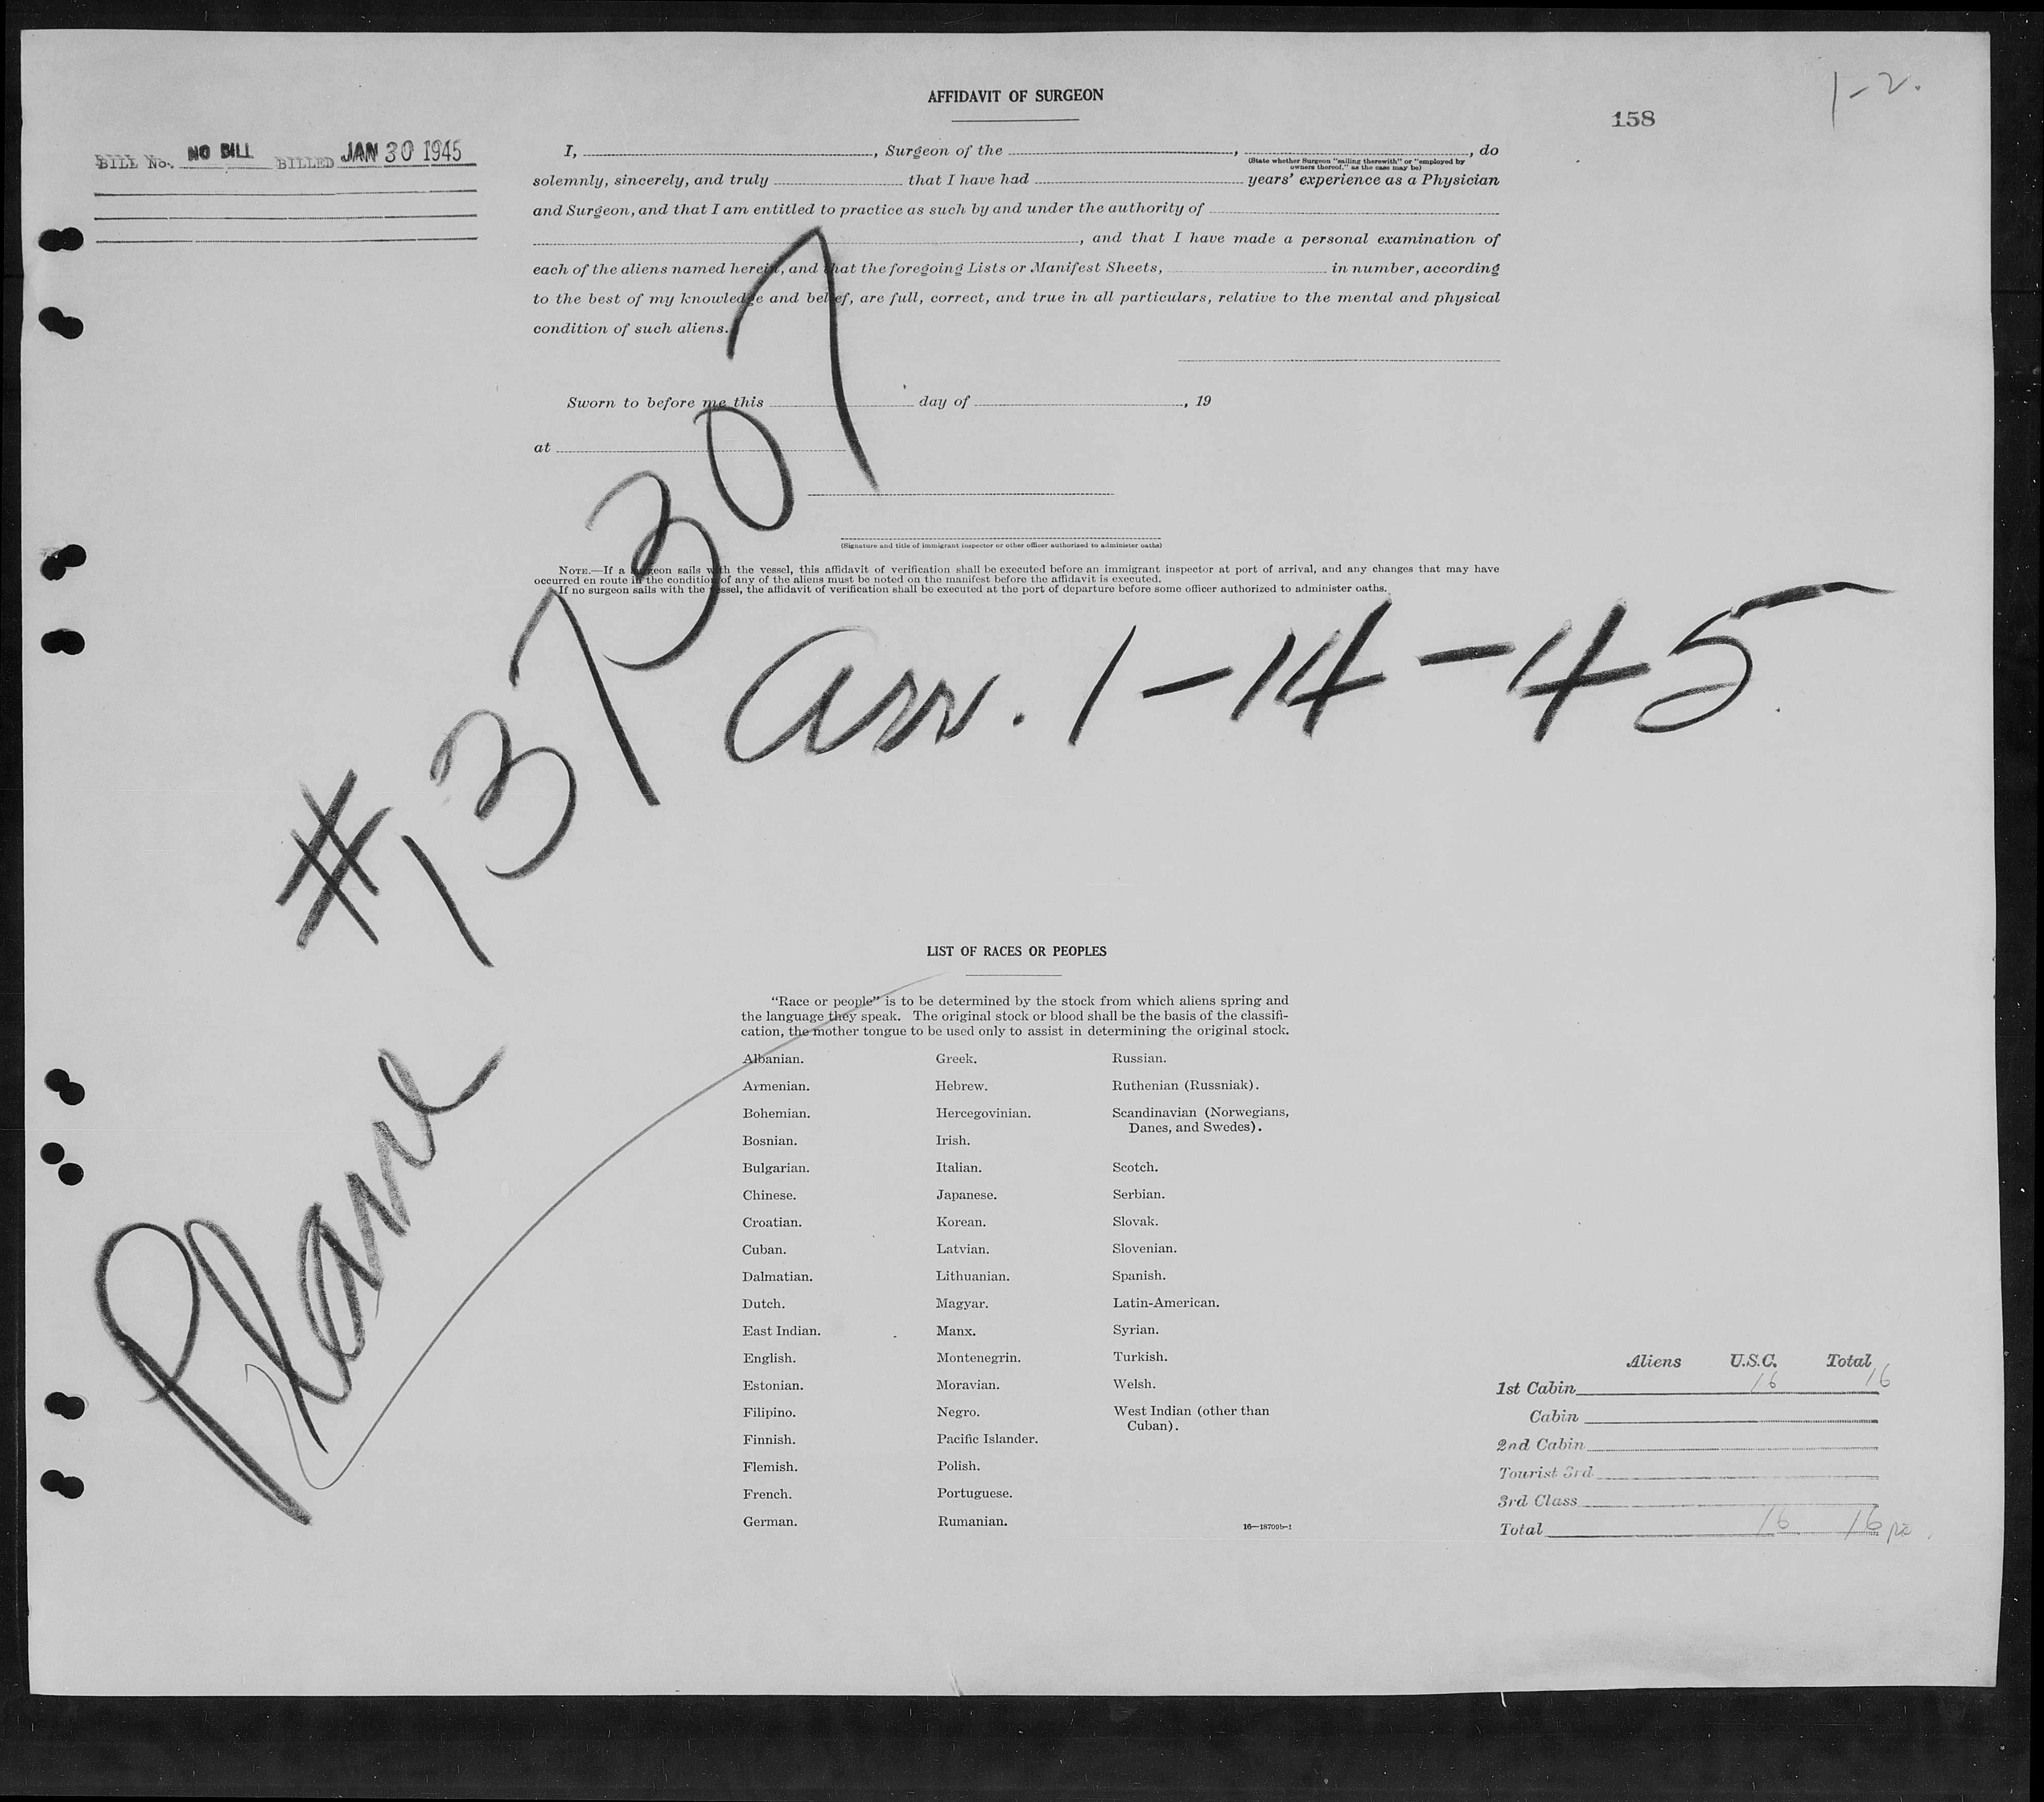 AFFIDAVIT OF SURGEON
158
1-2.
BILL No. NO BILL BILLED JAN 30 1945
I, , Surgeon of the , , do
(State whether Surgeon "sailing therewith" or "employed by
owners thereof," as the case may be)
solemnly, sincerely, and truly that I have had years' experience as a Physician
and Surgeon, and that I am entitled to practice as such by and under the authority of
, and that I have made a personal examination of
each of the aliens named herein, and that the foregoing Lists or Manifest Sheets, in number, according
to the best of my knowledge and belief, are full, correct, and true in all particulars, relative to the mental and physical
condition of such aliens.
Sworn to before me this day of , 19
at
(Signature and title of immigrant inspector or other officer authorized to administer oaths)
NOTE.—If a surgeon sails with the vessel, this affidavit of verification shall be executed before an immigrant inspector at port of arrival, and any changes that may have
occurred en route in the condition of any of the aliens must be noted on the manifest before the affidavit is executed.
If no surgeon sails with the vessel, the affidavit of verification shall be executed at the port of departure before some officer authorized to administer oaths.
Plane #137307
arr. 1-14-45
LIST OF RACES OR PEOPLES
"Race or people" is to be determined by the stock from which aliens spring and
the language they speak. The original stock or blood shall be the basis of the classifi-
cation, the mother tongue to be used only to assist in determining the original stock.
Albanian. Greek. Russian.
Armenian. Hebrew. Ruthenian (Russniak).
Bohemian. Hercegovinian. Scandinavian (Norwegians,
Danes, and Swedes).
Bosnian. Irish.
Bulgarian. Italian. Scotch.
Chinese. Japanese. Serbian.
Croatian. Korean. Slovak.
Cuban. Latvian. Slovenian.
Dalmatian. Lithuanian. Spanish.
Dutch. Magyar. Latin-American.
East Indian. Manx. Syrian.
English. Montenegrin. Turkish.
Estonian. Moravian. Welsh.
Filipino. Negro. West Indian (other than
Cuban).
Finnish. Pacific Islander.
Flemish. Polish.
French. Portuguese.
German. Rumanian.
16—18709b-1
Aliens U.S.C. Total
1st Cabin 16 16
Cabin
2nd Cabin
Tourist 3rd
3rd Class
Total 16 16